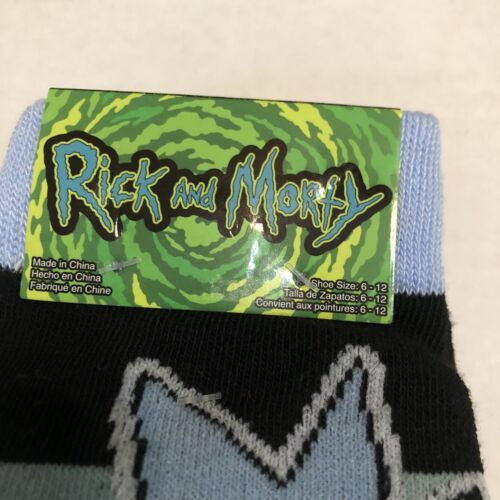 Rick and Morty
Made in China
Hecho en China
Fabriqué en Chine
Shoe Size: 6 - 12
Talla de Zapatos: 6 - 12
Convient aux pointures: 6 - 12